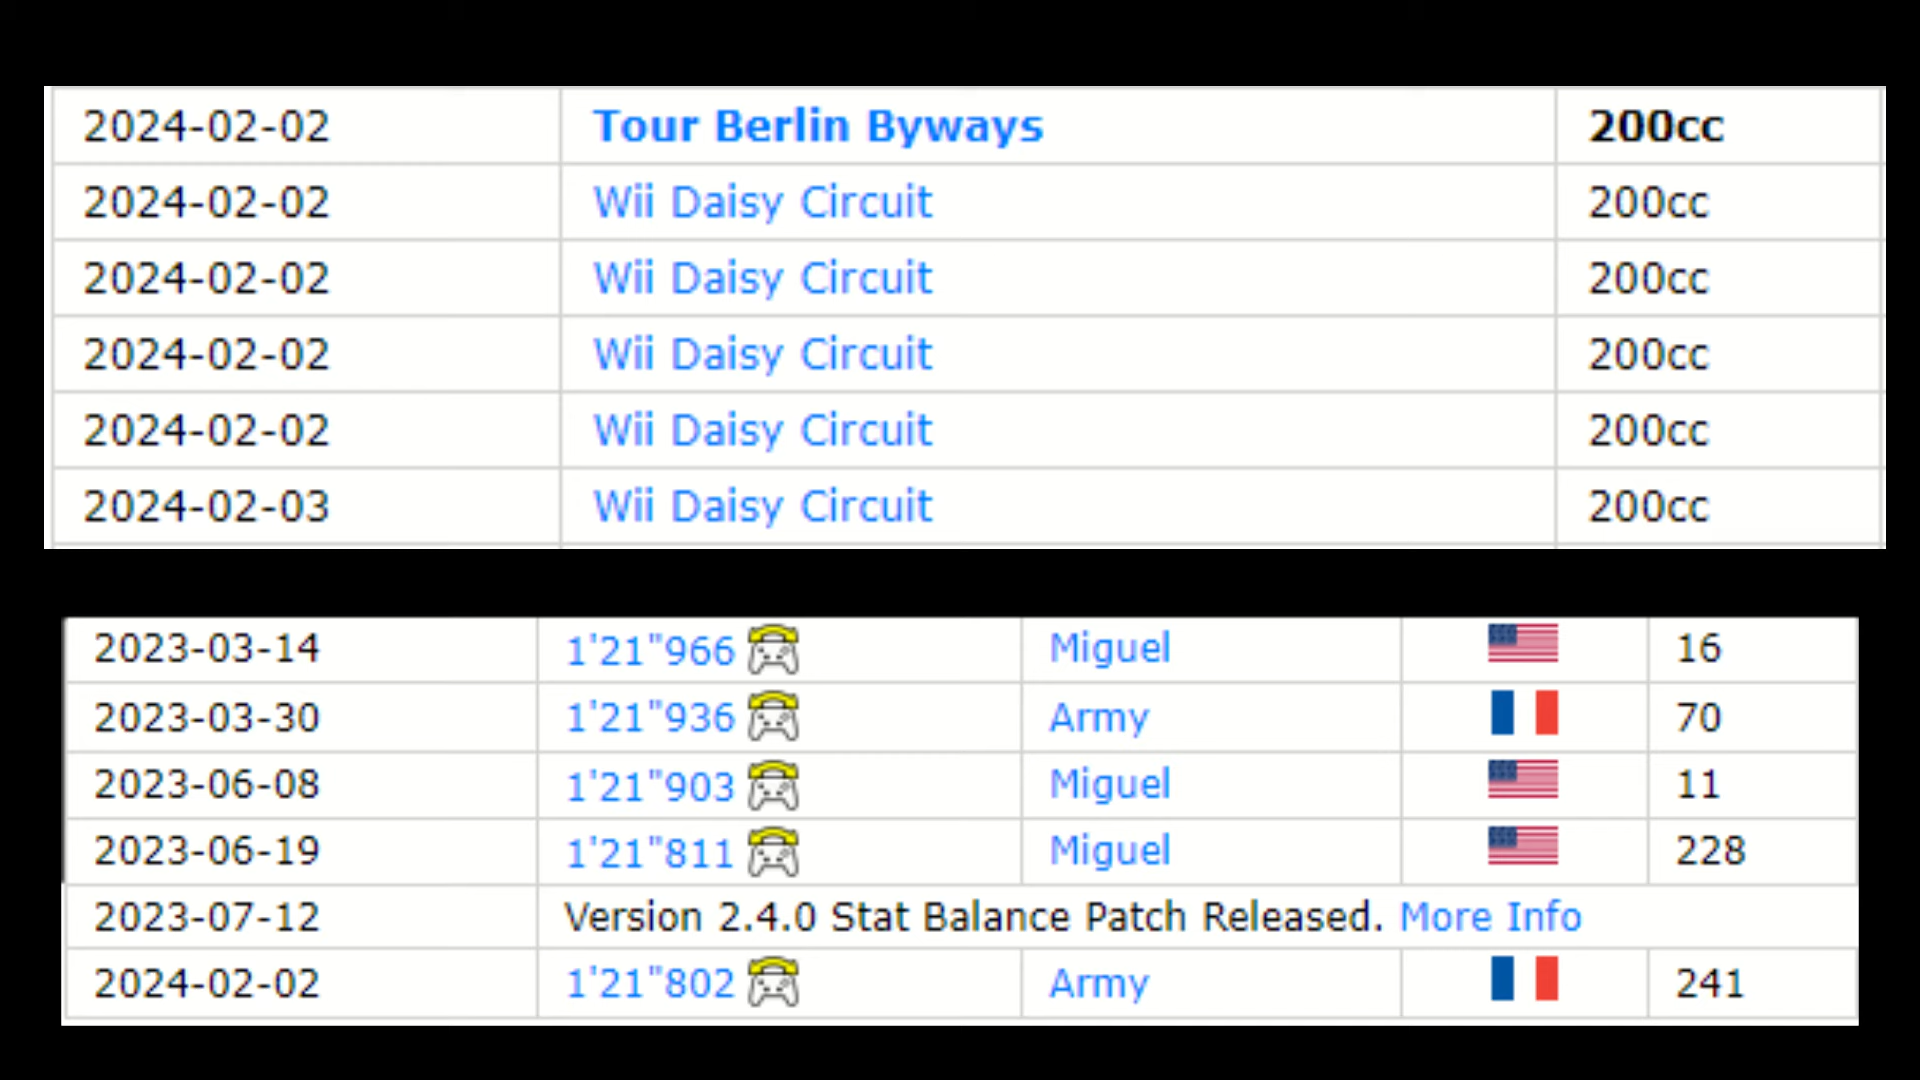 2024-02-02 Tour Berlin Byways 200cc
2024-02-02 Wii Daisy Circuit 200cc
2024-02-02 Wii Daisy Circuit 200cc
2024-02-02 Wii Daisy Circuit 200cc
2024-02-02 Wii Daisy Circuit 200cc
2024-02-03 Wii Daisy Circuit 200cc
2023-03-14 1'21"966 Miguel 16
2023-03-30 1'21"936 Army 70
2023-06-08 1'21"903 Miguel 11
2023-06-19 1'21"811 Miguel 228
2023-07-12 Version 2.4.0 Stat Balance Patch Released. More Info
2024-02-02 1'21"802 Army 241